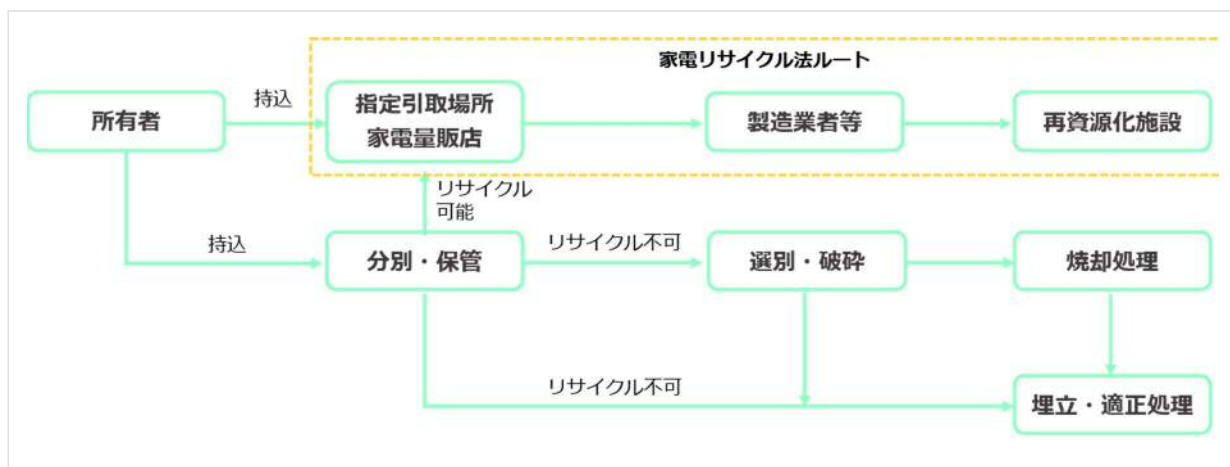 家電リサイクル法ルート
所有者
持込
指定引取場所
家電量販店
製造業者等
再資源化施設
リサイクル
可能
持込
分別・保管
リサイクル不可
選別・破砕
焼却処理
リサイクル不可
埋立・適正処理